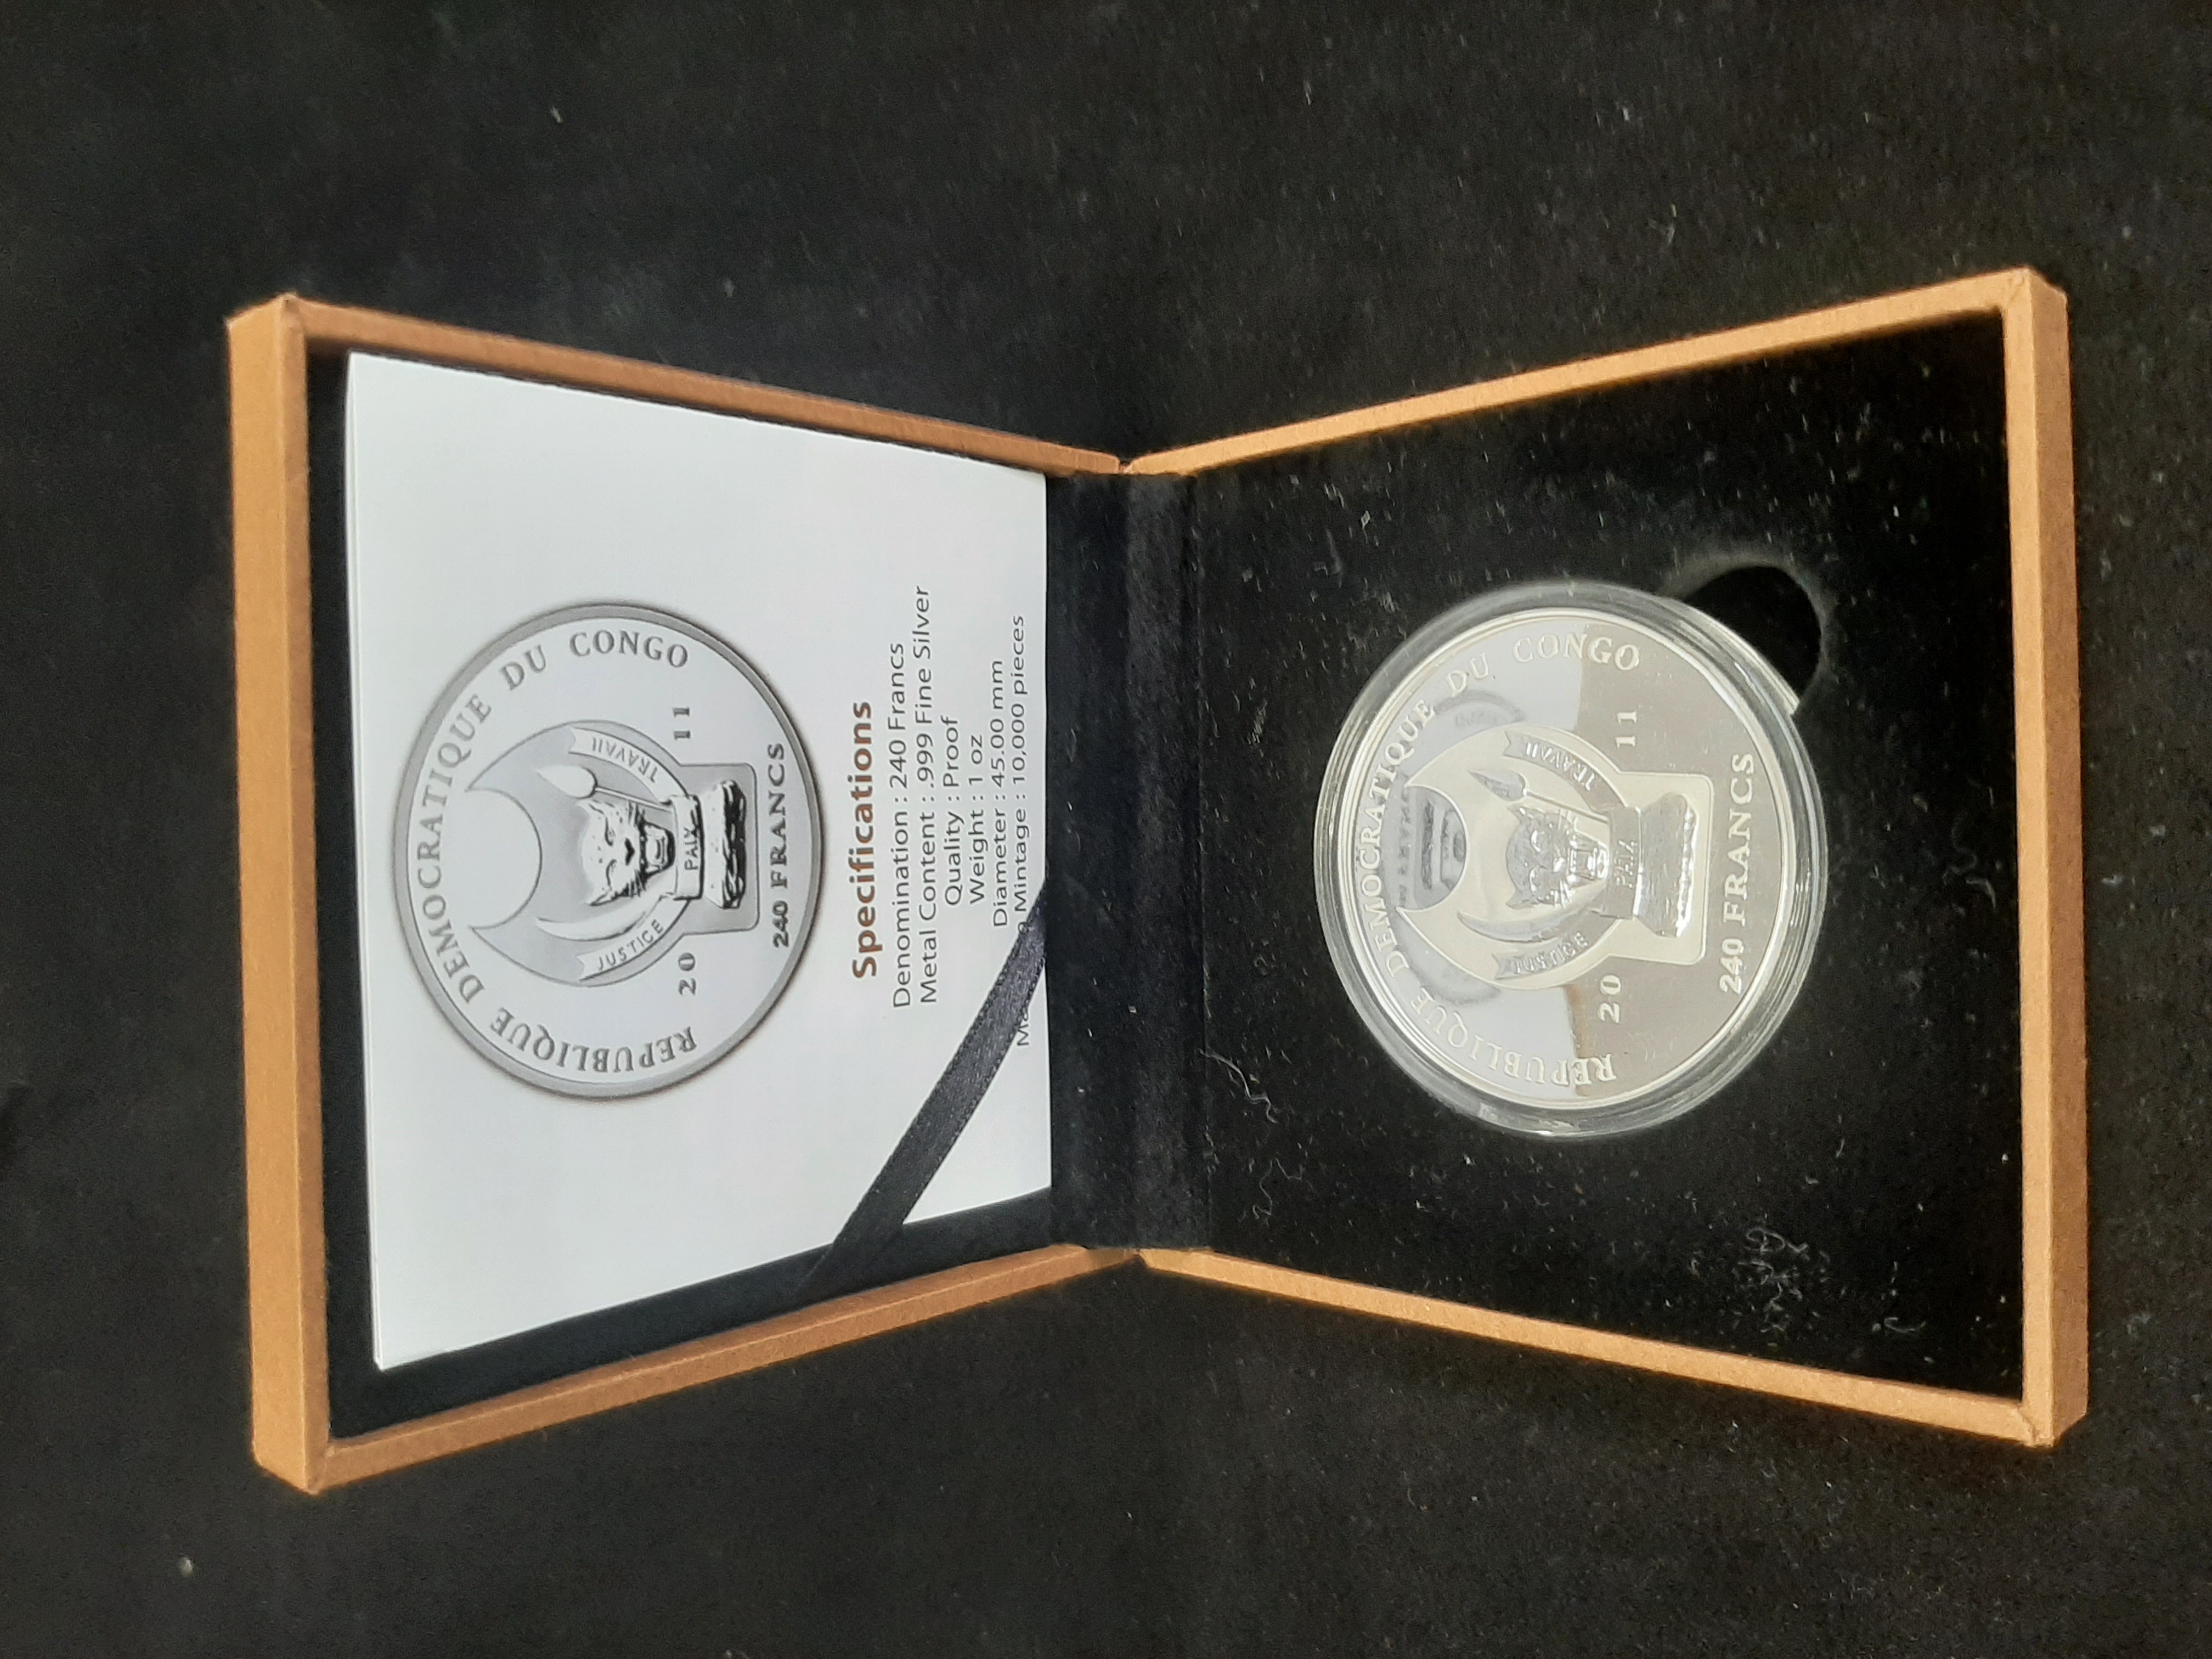 REPUBLIQUE DEMOCRATIQUE DU CONGO
JUSTICE
PAIX
TRAVAIL
20 11
240 FRANCS
Specifications
Denomination : 240 Francs
Metal Content : .999 Fine Silver
Quality : Proof
Weight : 1 oz
Diameter : 45.00 mm
Mintage : 10,000 pieces
REPUBLIQUE DEMOCRATIQUE DU CONGO
JUSTICE
PAIX
TRAVAIL
20 11
240 FRANCS